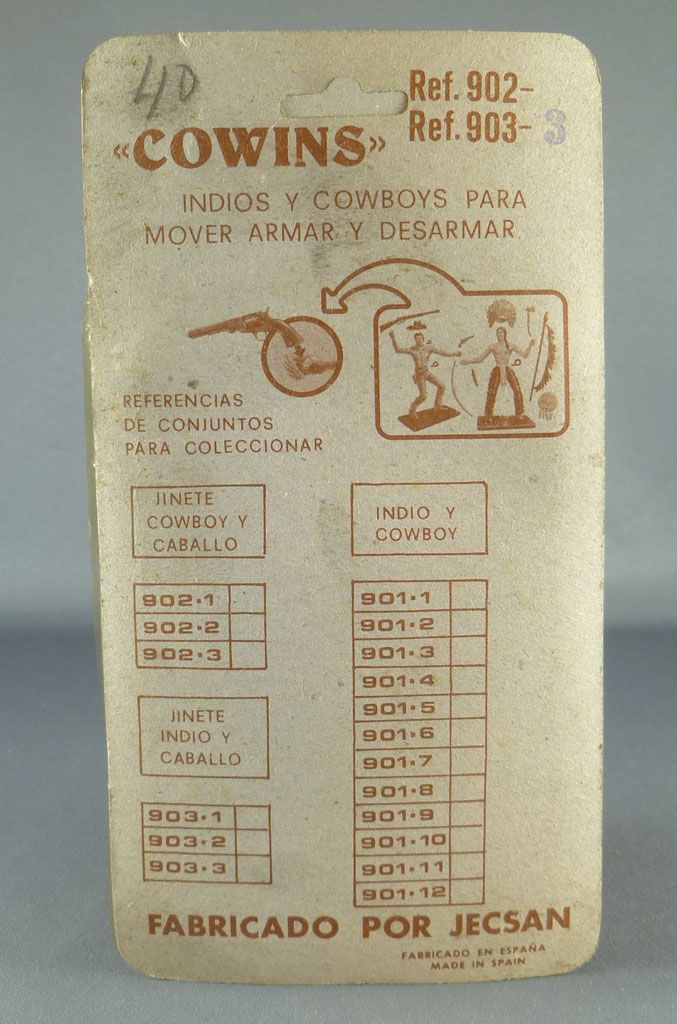 40
Ref. 902-
Ref. 903-3
«COWINS»
INDIOS Y COWBOYS PARA
MOVER ARMAR Y DESARMAR
REFERENCIAS
DE CONJUNTOS
PARA COLECCIONAR
JINETE
COWBOY Y
CABALLO
902·1
902·2
902·3
JINETE
INDIO Y
CABALLO
903·1
903·2
903·3
INDIO Y
COWBOY
901·1
901·2
901·3
901·4
901·5
901·6
901·7
901·8
901·9
901·10
901·11
901·12
FABRICADO POR JECSAN
FABRICADO EN ESPAÑA
MADE IN SPAIN